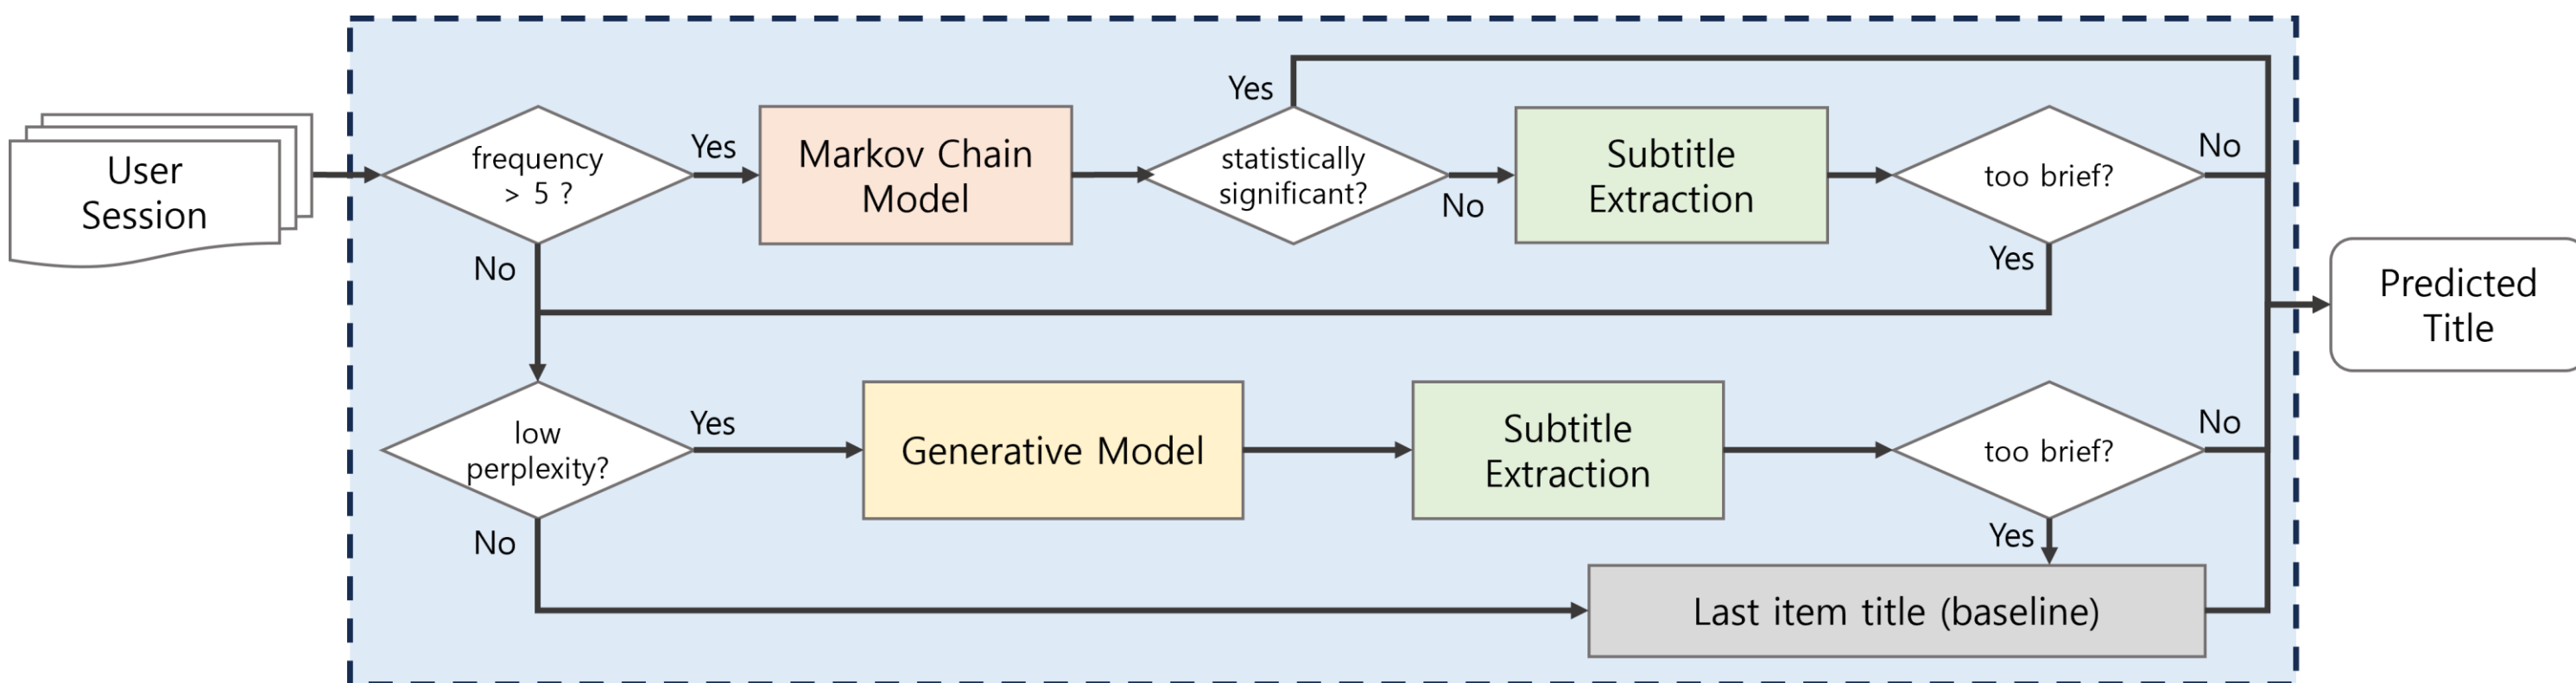 User
Session
frequency
> 5 ?
Yes
No
Markov Chain
Model
Yes
statistically
significant?
No
Subtitle
Extraction
too brief?
No
Yes
Predicted
Title
low
perplexity?
Yes
No
Generative Model
Subtitle
Extraction
too brief?
No
Yes
Last item title (baseline)